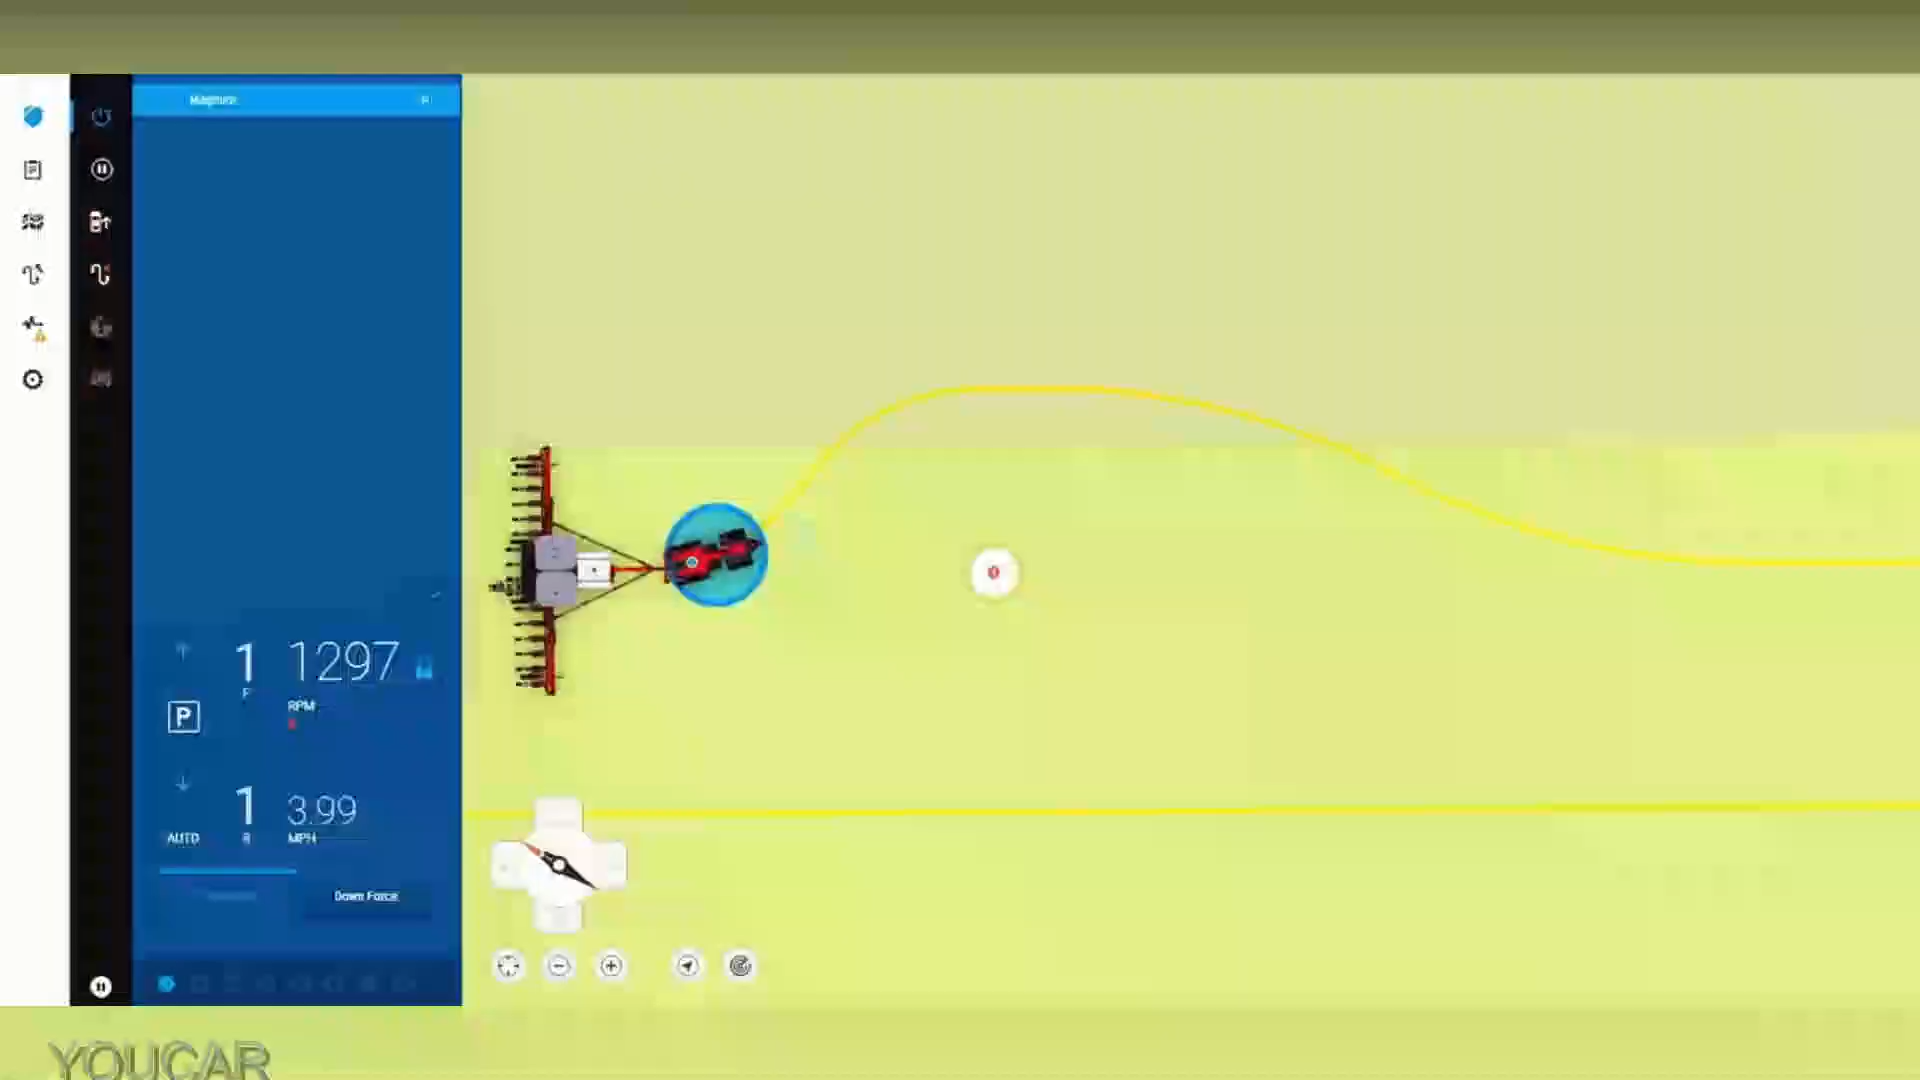 Magnum
1
F
1297
RPM
P
1
R
3.99
MPH
AUTO
Down Force
YOUCAR